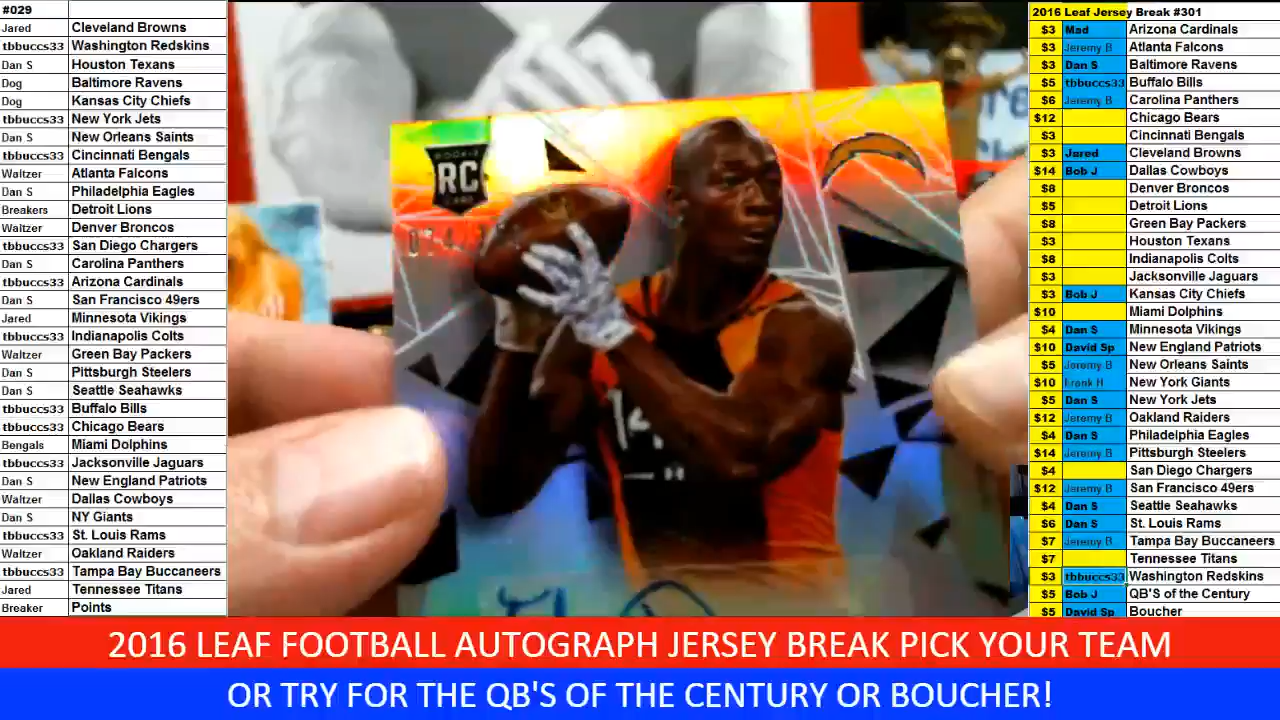 #029
Jared Cleveland Browns
tbbuccs33 Washington Redskins
Dan S Houston Texans
Dog Baltimore Ravens
Dog Kansas City Chiefs
tbbuccs33 New York Jets
Dan S New Orleans Saints
tbbuccs33 Cincinnati Bengals
Waltzer Atlanta Falcons
Dan S Philadelphia Eagles
Breakers Detroit Lions
Waltzer Denver Broncos
tbbuccs33 San Diego Chargers
Dan S Carolina Panthers
tbbuccs33 Arizona Cardinals
Dan S San Francisco 49ers
Jared Minnesota Vikings
tbbuccs33 Indianapolis Colts
Waltzer Green Bay Packers
Dan S Pittsburgh Steelers
Dan S Seattle Seahawks
tbbuccs33 Buffalo Bills
tbbuccs33 Chicago Bears
Bengals Miami Dolphins
tbbuccs33 Jacksonville Jaguars
Dan S New England Patriots
Waltzer Dallas Cowboys
Dan S NY Giants
tbbuccs33 St. Louis Rams
Waltzer Oakland Raiders
tbbuccs33 Tampa Bay Buccaneers
Jared Tennessee Titans
Breaker Points
RC
14
2016 Leaf Jersey Break #301
$3 Mad Arizona Cardinals
$3 Jeremy B Atlanta Falcons
$3 Dan S Baltimore Ravens
$5 tbbuccs33 Buffalo Bills
$6 Jeremy B Carolina Panthers
$12 Chicago Bears
$3 Cincinnati Bengals
$3 Jared Cleveland Browns
$14 Bob J Dallas Cowboys
$8 Denver Broncos
$5 Detroit Lions
$8 Green Bay Packers
$3 Houston Texans
$8 Indianapolis Colts
$3 Jacksonville Jaguars
$3 Bob J Kansas City Chiefs
$10 Miami Dolphins
$4 Dan S Minnesota Vikings
$10 David Sp New England Patriots
$5 Jeremy B New Orleans Saints
$10 Frank H New York Giants
$5 Dan S New York Jets
$12 Jeremy B Oakland Raiders
$4 Dan S Philadelphia Eagles
$14 Jeremy B Pittsburgh Steelers
$4 San Diego Chargers
$12 Jeremy B San Francisco 49ers
$4 Dan S Seattle Seahawks
$6 Dan S St. Louis Rams
$7 Jeremy B Tampa Bay Buccaneers
$7 Tennessee Titans
$3 tbbuccs33 Washington Redskins
$5 Bob J QB'S of the Century
$5 David Sp Boucher
2016 LEAF FOOTBALL AUTOGRAPH JERSEY BREAK PICK YOUR TEAM
OR TRY FOR THE QB'S OF THE CENTURY OR BOUCHER!